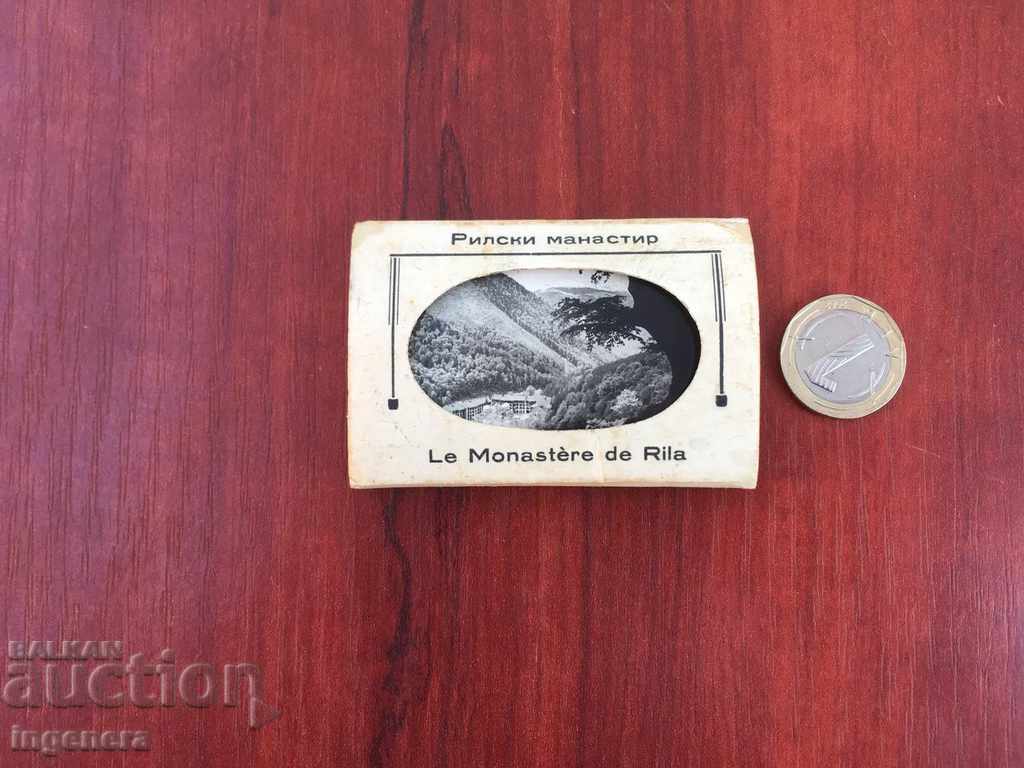 Рилски манастир
Le Monastère de Rila
BALKAN
auction
ingenera